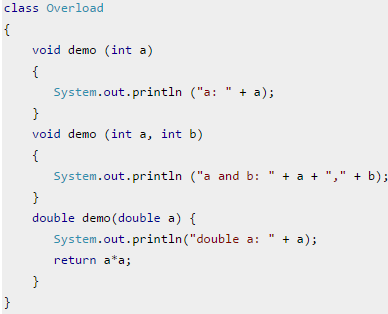 class Overload
{
void demo (int a)
{
System.out.println ("a: " + a);
}
void demo (int a, int b)
{
System.out.println ("a and b: " + a + "," + b);
}
double demo(double a) {
System.out.println("double a: " + a);
return a*a;
}
}